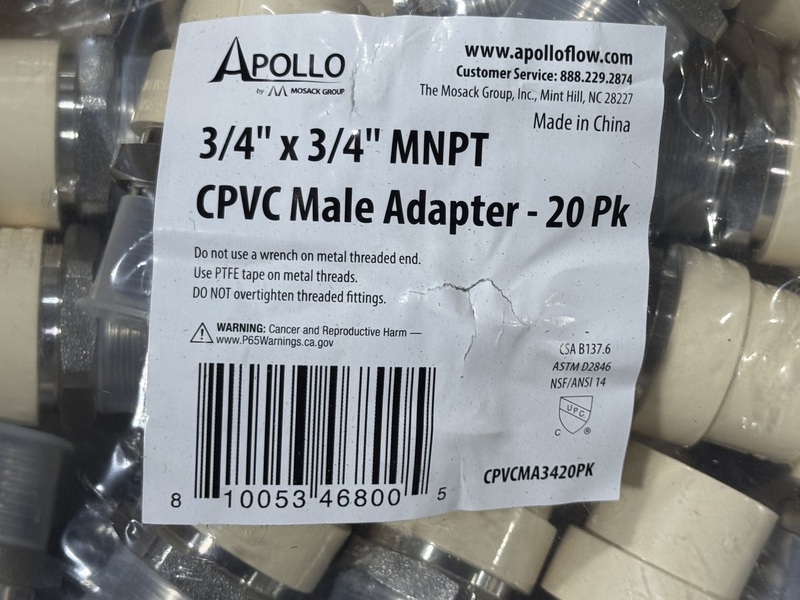 APOLLO
by MOSACK GROUP
www.apolloflow.com
Customer Service: 888.229.2874
The Mosack Group, Inc., Mint Hill, NC 28227
Made in China
3/4" x 3/4" MNPT
CPVC Male Adapter - 20 Pk
Do not use a wrench on metal threaded end.
Use PTFE tape on metal threads.
DO NOT overtighten threaded fittings.
WARNING: Cancer and Reproductive Harm —
www.P65Warnings.ca.gov
CSA B137.6
ASTM D2846
NSF/ANSI 14
UPC
C ®
CPVCMA3420PK
8 10053 46800 5